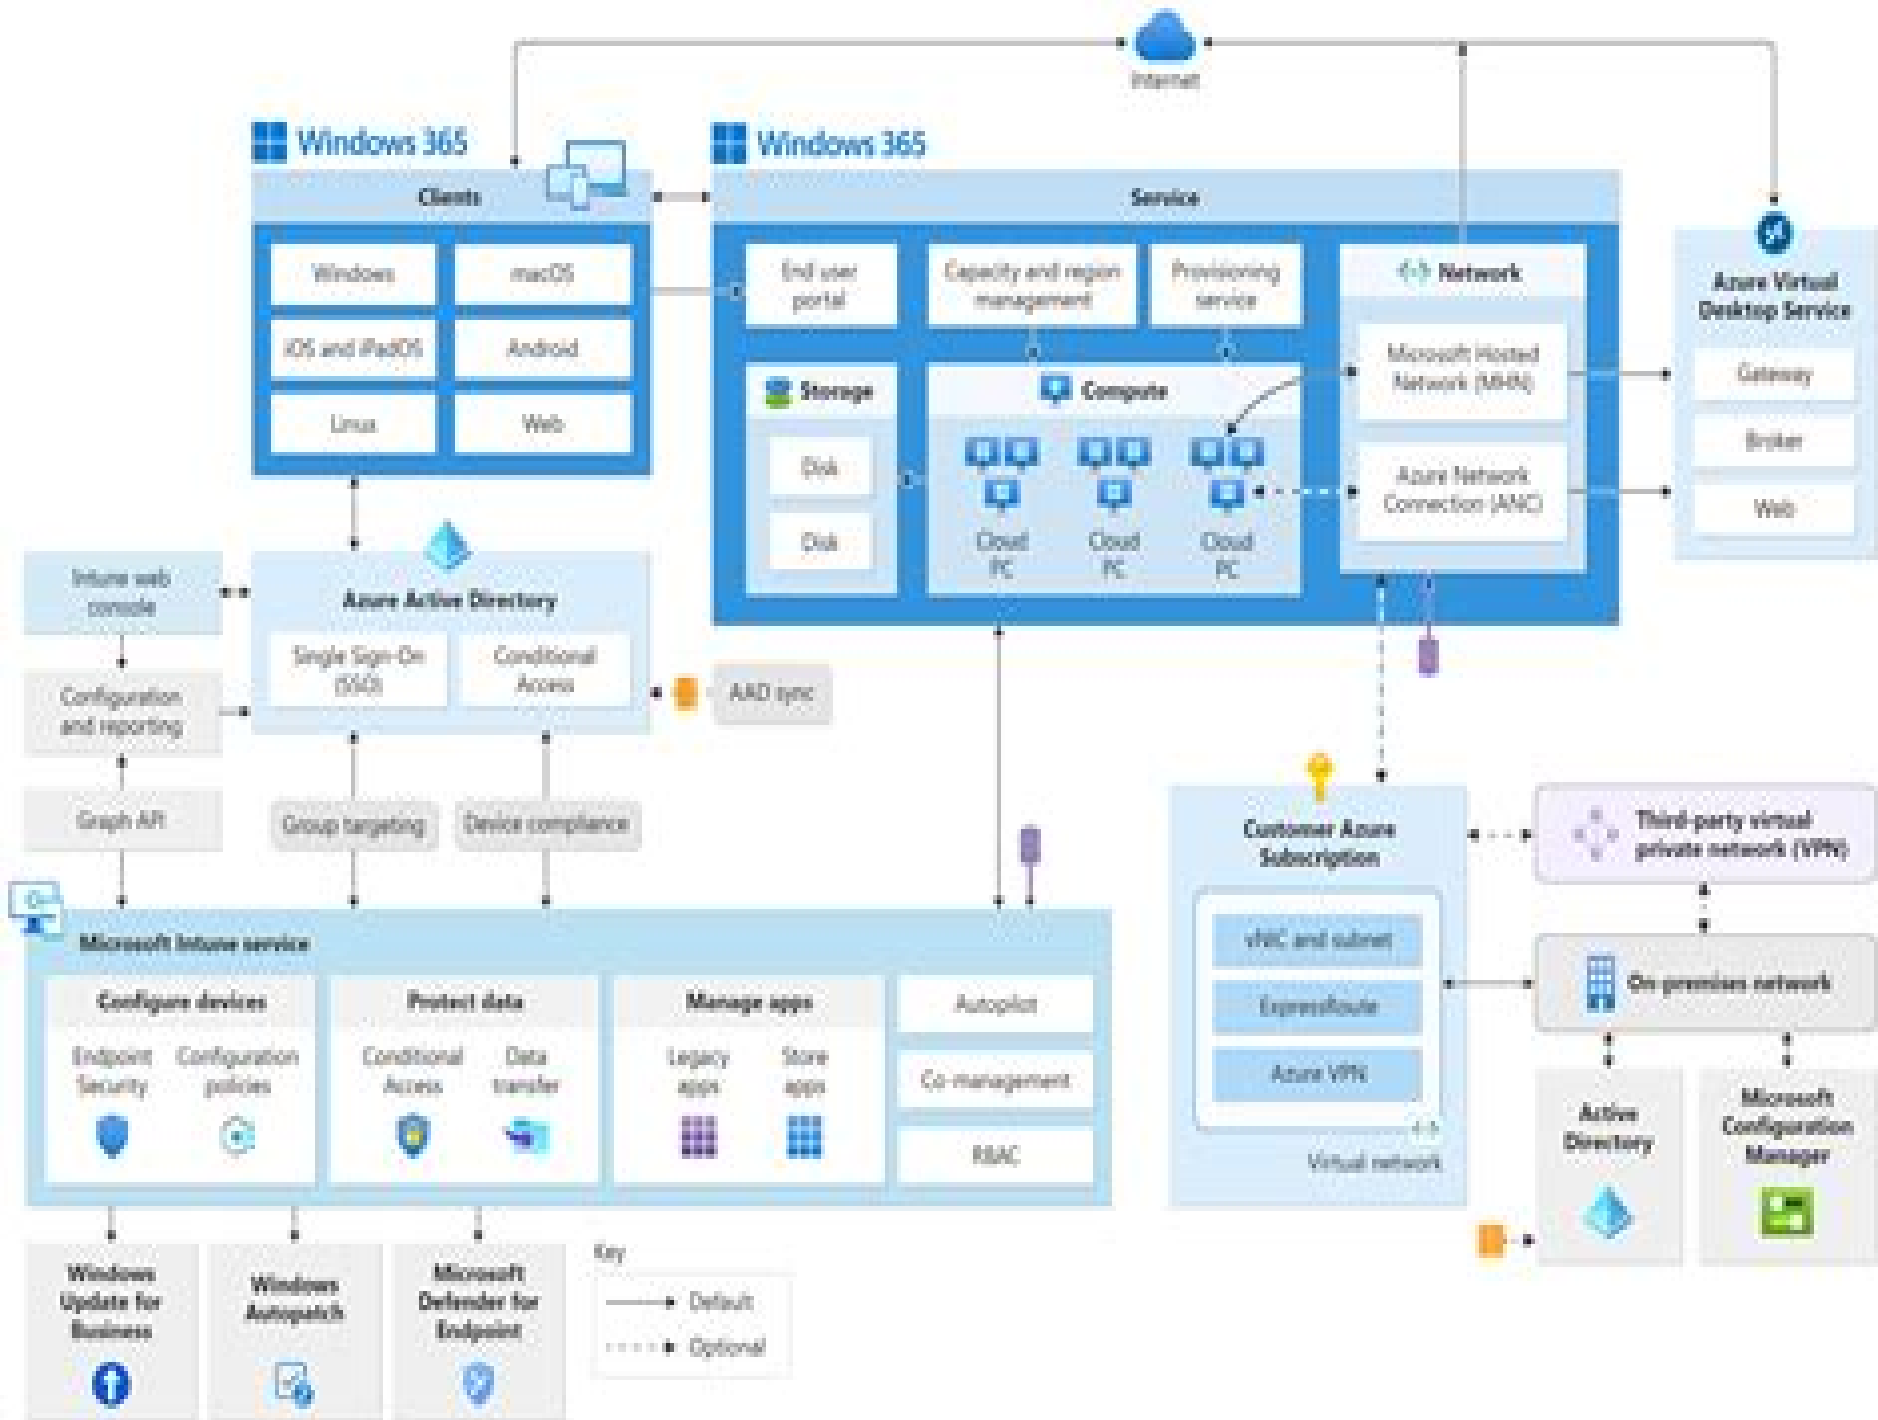 Internet
Windows 365
Windows 365
Clients
Service
Windows
macOS
iOS and iPadOS
Android
Linux
Web
End user
portal
Capacity and region
management
Provisioning
service
Network
Storage
Disk
Disk
Compute
Cloud
PC
Cloud
PC
Cloud
PC
Microsoft Hosted
Network (MHN)
Azure Network
Connection (ANC)
Azure Virtual
Desktop Service
Gateway
Broker
Web
Intune web
console
Configuration
and reporting
Graph API
Azure Active Directory
Single Sign-On
(SSO)
Conditional
Access
AAD sync
Group targeting
Device compliance
Microsoft Intune service
Configure devices
Endpoint
Security
Configuration
policies
Protect data
Conditional
Access
Data
transfer
Manage apps
Legacy
apps
Store
apps
Autopilot
Co-management
RBAC
Customer Azure
Subscription
vNIC and subnet
ExpressRoute
Azure VPN
Virtual network
Third-party virtual
private network (VPN)
On-premises network
Active
Directory
Microsoft
Configuration
Manager
Windows
Update for
Business
Windows
Autopatch
Microsoft
Defender for
Endpoint
Key
Default
Optional